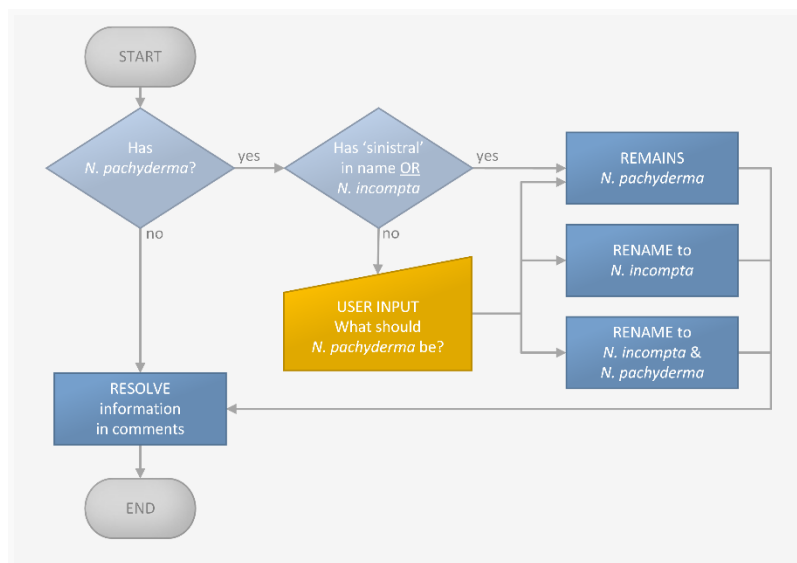 START
Has
N. pachyderma?
yes
no
Has ‘sinistral’
in name OR
N. incompta
yes
no
USER INPUT
What should
N. pachyderma be?
REMAINS
N. pachyderma
RENAME to
N. incompta
RENAME to
N. incompta &
N. pachyderma
RESOLVE
information
in comments
END